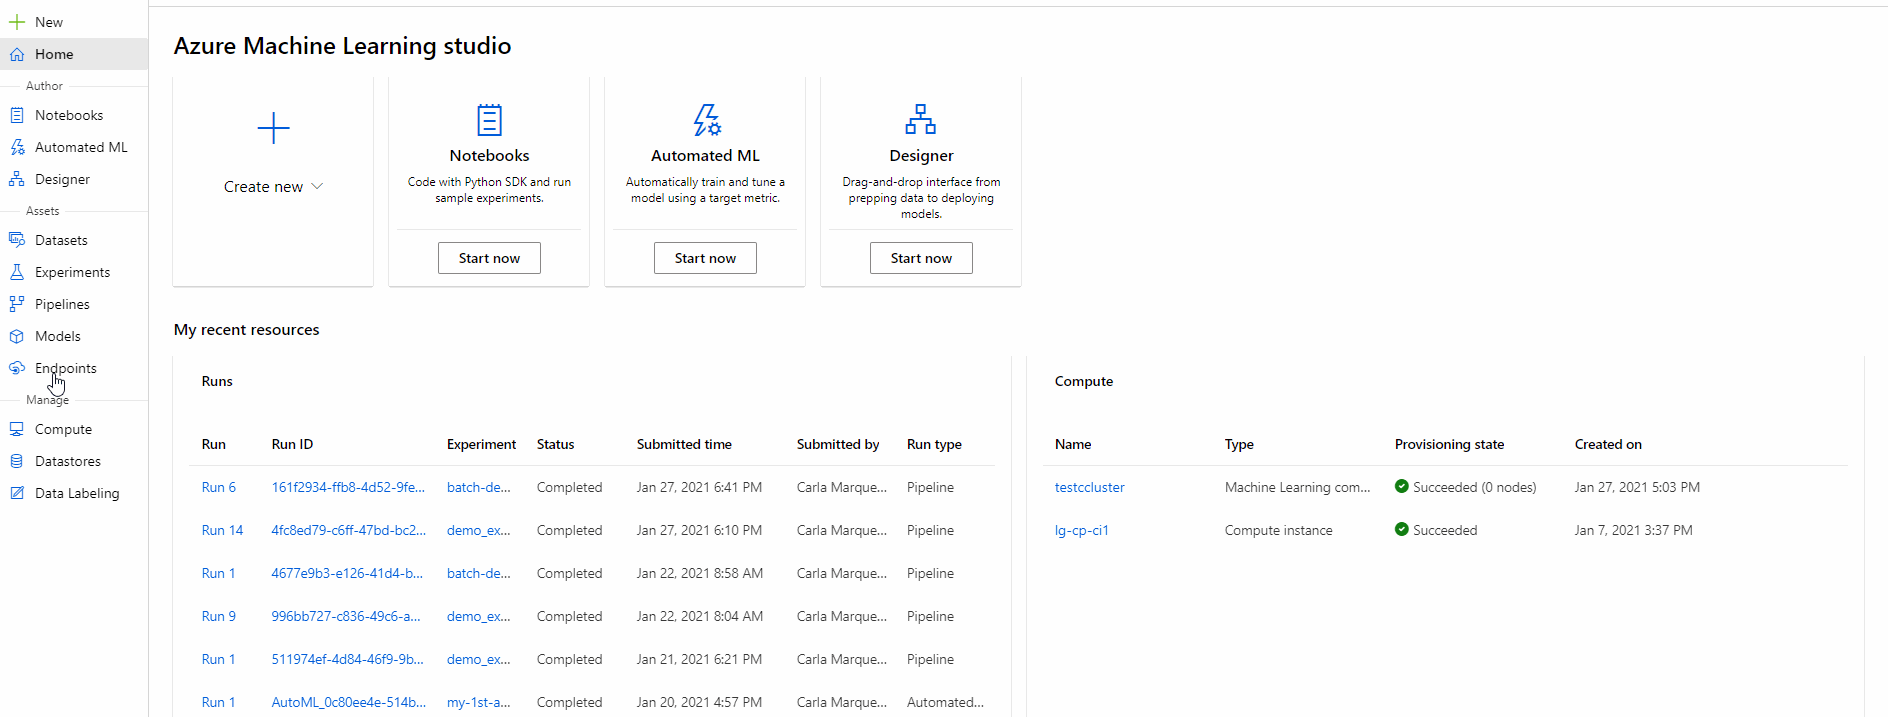 New
Home
Author
Notebooks
Automated ML
Designer
Assets
Datasets
Experiments
Pipelines
Models
Endpoints
Manage
Compute
Datastores
Data Labeling
Azure Machine Learning studio
Create new
Notebooks
Code with Python SDK and run
sample experiments.
Start now
Automated ML
Automatically train and tune a
model using a target metric.
Start now
Designer
Drag-and-drop interface from
prepping data to deploying
models.
Start now
My recent resources
Runs
Run Run ID Experiment Status Submitted time Submitted by Run type
Run 6 161f2934-ffb8-4d52-9fe... batch-de... Completed Jan 27, 2021 6:41 PM Carla Marque... Pipeline
Run 14 4fc8ed79-c6ff-47bd-bc2... demo_ex... Completed Jan 27, 2021 6:10 PM Carla Marque... Pipeline
Run 1 4677e9b3-e126-41d4-b... batch-de... Completed Jan 22, 2021 8:58 AM Carla Marque... Pipeline
Run 9 996bb727-c836-49c6-a... demo_ex... Completed Jan 22, 2021 8:04 AM Carla Marque... Pipeline
Run 1 511974ef-4d84-46f9-9b... demo_ex... Completed Jan 21, 2021 6:21 PM Carla Marque... Pipeline
Run 1 AutoML_0c80ee4e-514b... my-1st-a... Completed Jan 20, 2021 4:57 PM Carla Marque... Automated...
Compute
Name Type Provisioning state Created on
testccluster Machine Learning com... Succeeded (0 nodes) Jan 27, 2021 5:03 PM
lg-cp-ci1 Compute instance Succeeded Jan 7, 2021 3:37 PM